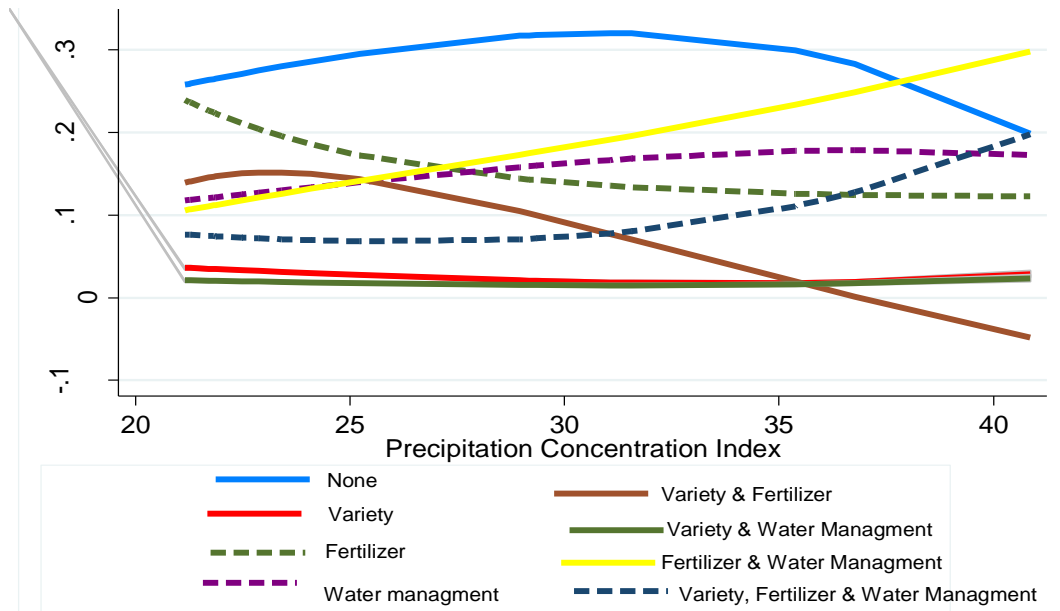 .3
.2
.1
0
-.1
20 25 30 35 40
Precipitation Concentration Index
None
Variety & Fertilizer
Variety
Variety & Water Managment
Fertilizer
Fertilizer & Water Managment
Water managment
Variety, Fertilizer & Water Managment